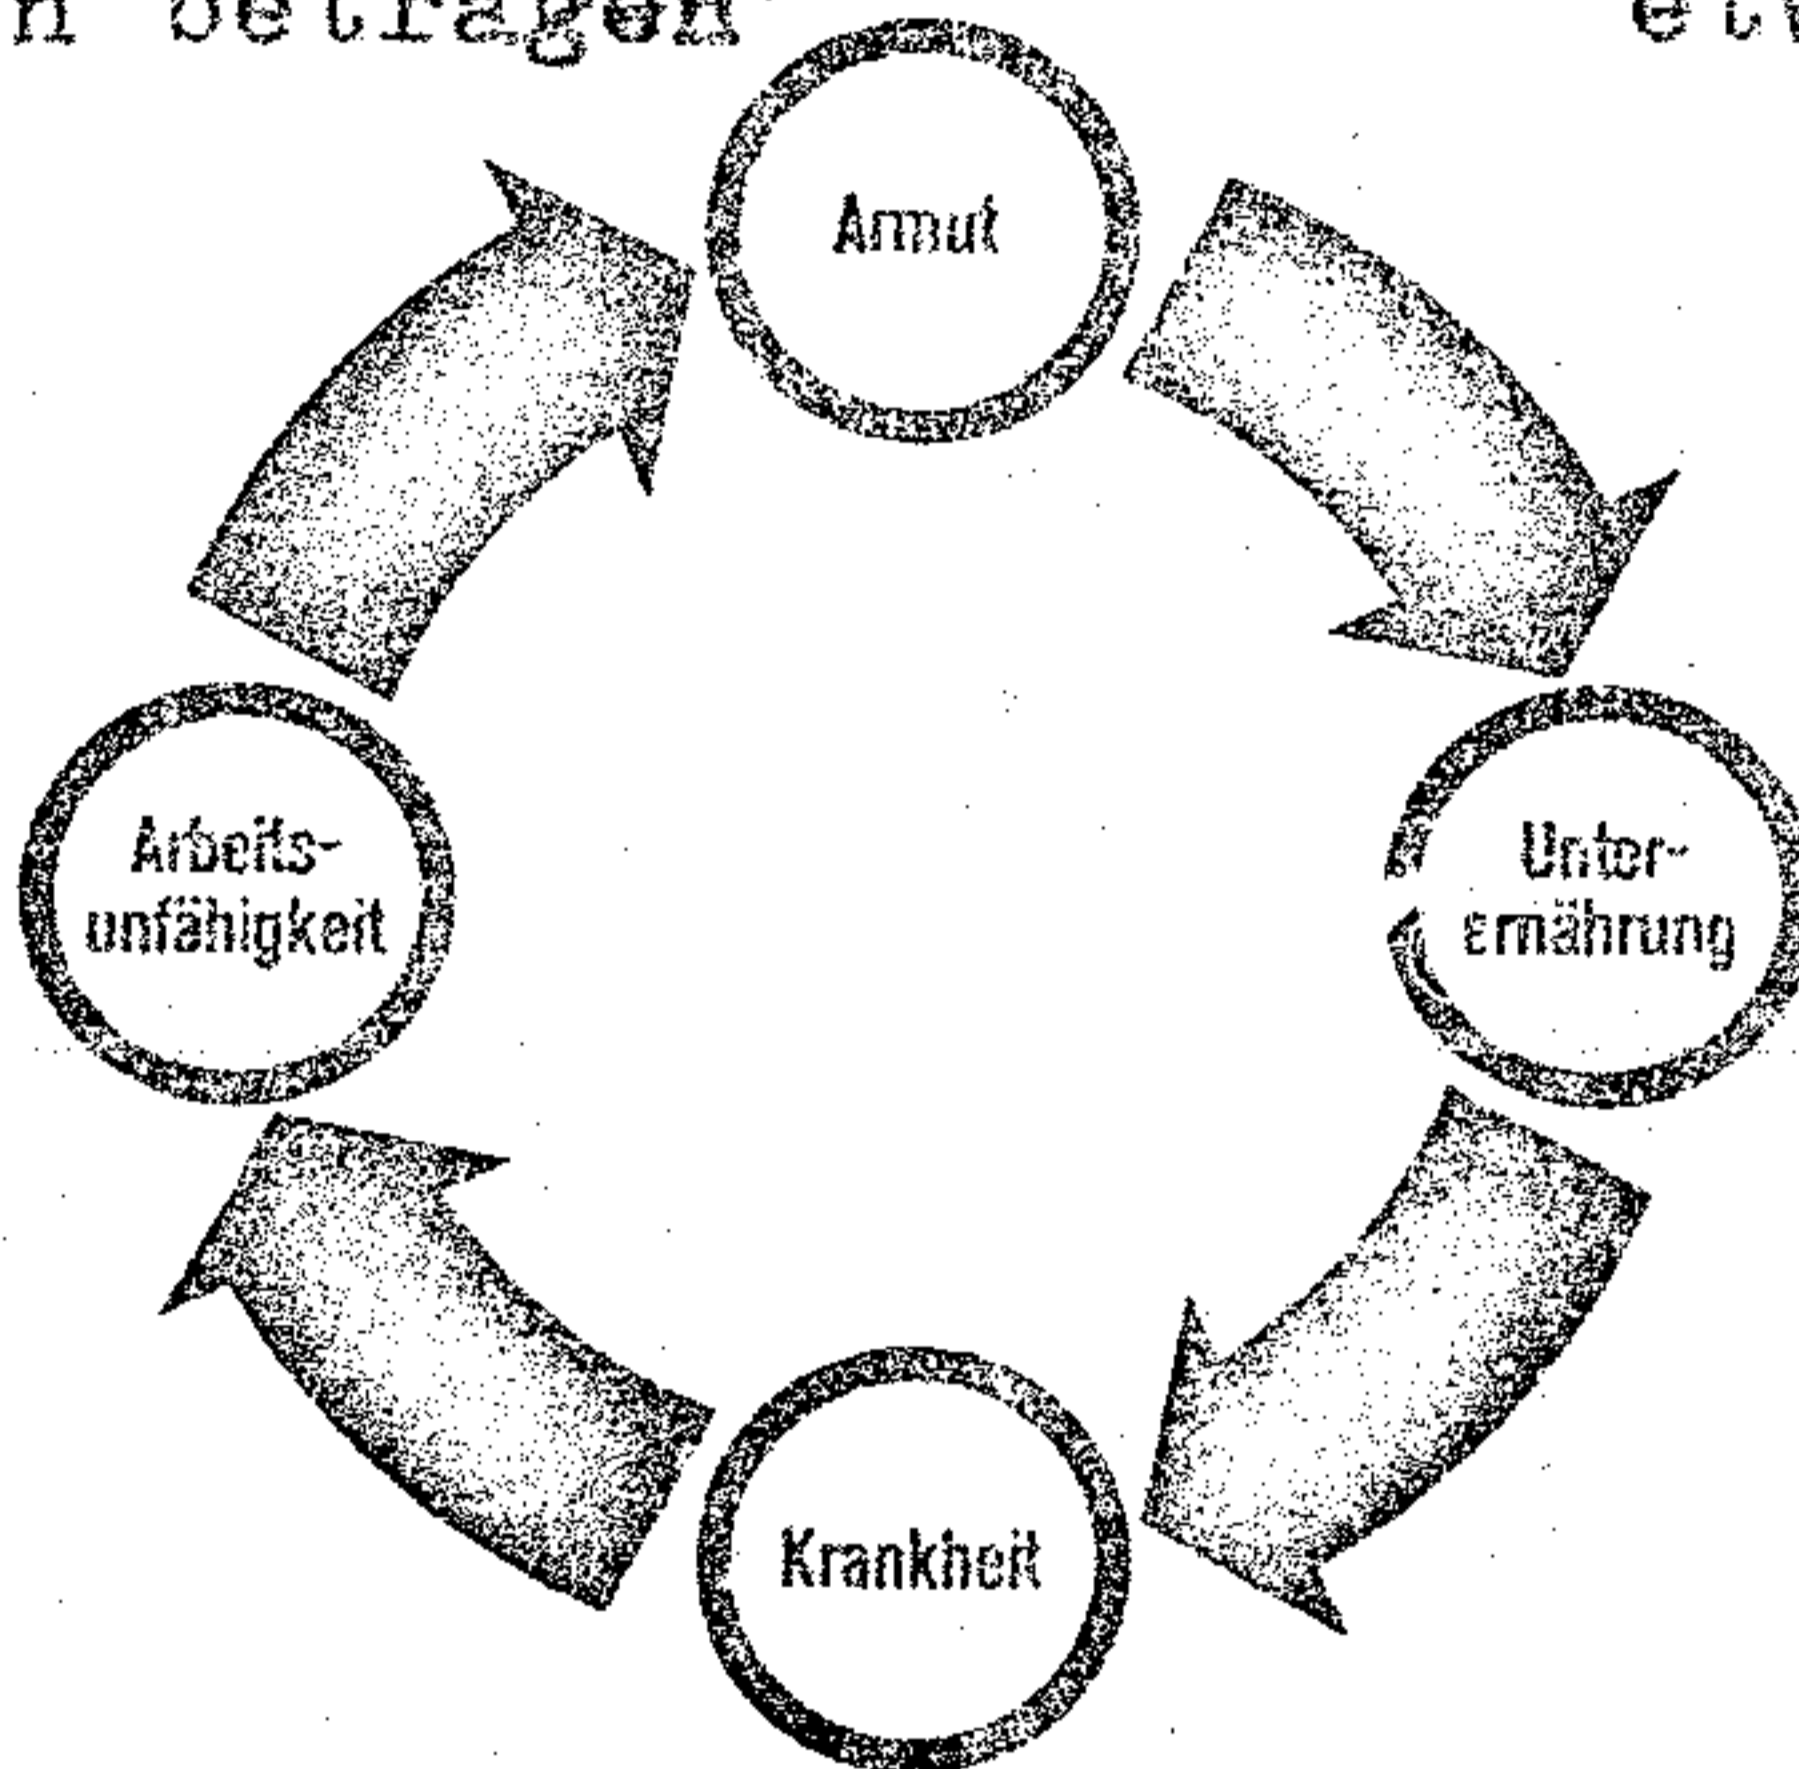 n betragen
Armut
Arbeits-
unfähigkeit
Unter-
ernährung
Krankheit